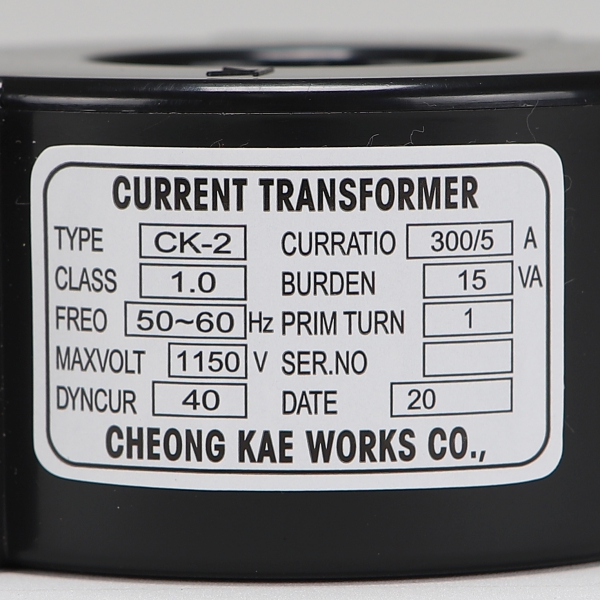 CURRENT TRANSFORMER
TYPE CK-2 CURRATIO 300/5 A
CLASS 1.0 BURDEN 15 VA
FREO 50~60 Hz PRIM TURN 1
MAXVOLT 1150 V SER.NO
DYNCUR 40 DATE 20
CHEONG KAE WORKS CO.,